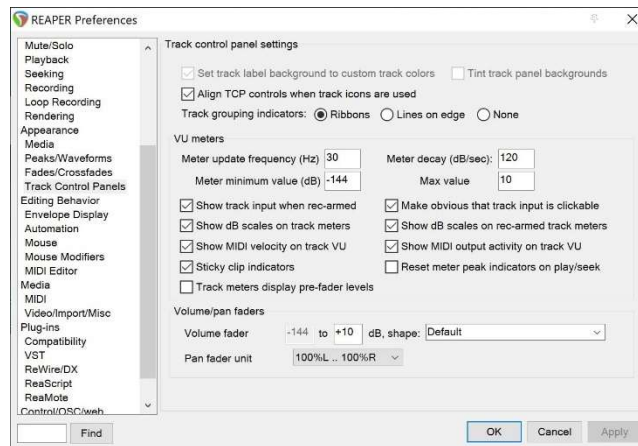 REAPER Preferences
Mute/Solo
Playback
Seeking
Recording
Loop Recording
Rendering
Appearance
Media
Peaks/Waveforms
Fades/Crossfades
Track Control Panels
Editing Behavior
Envelope Display
Automation
Mouse
Mouse Modifiers
MIDI Editor
Media
MIDI
Video/Import/Misc
Plug-ins
Compatibility
VST
ReWire/DX
ReaScript
ReaMote
Control/OSC/web
Find
Track control panel settings
Set track label background to custom track colors Tint track panel backgrounds
Align TCP controls when track icons are used
Track grouping indicators: Ribbons Lines on edge None
VU meters
Meter update frequency (Hz) 30 Meter decay (dB/sec): 120
Meter minimum value (dB) -144 Max value 10
Show track input when rec-armed Make obvious that track input is clickable
Show dB scales on track meters Show dB scales on rec-armed track meters
Show MIDI velocity on track VU Show MIDI output activity on track VU
Sticky clip indicators Reset meter peak indicators on play/seek
Track meters display pre-fader levels
Volume/pan faders
Volume fader -144 to +10 dB, shape: Default
Pan fader unit 100%L .. 100%R
OK Cancel Apply